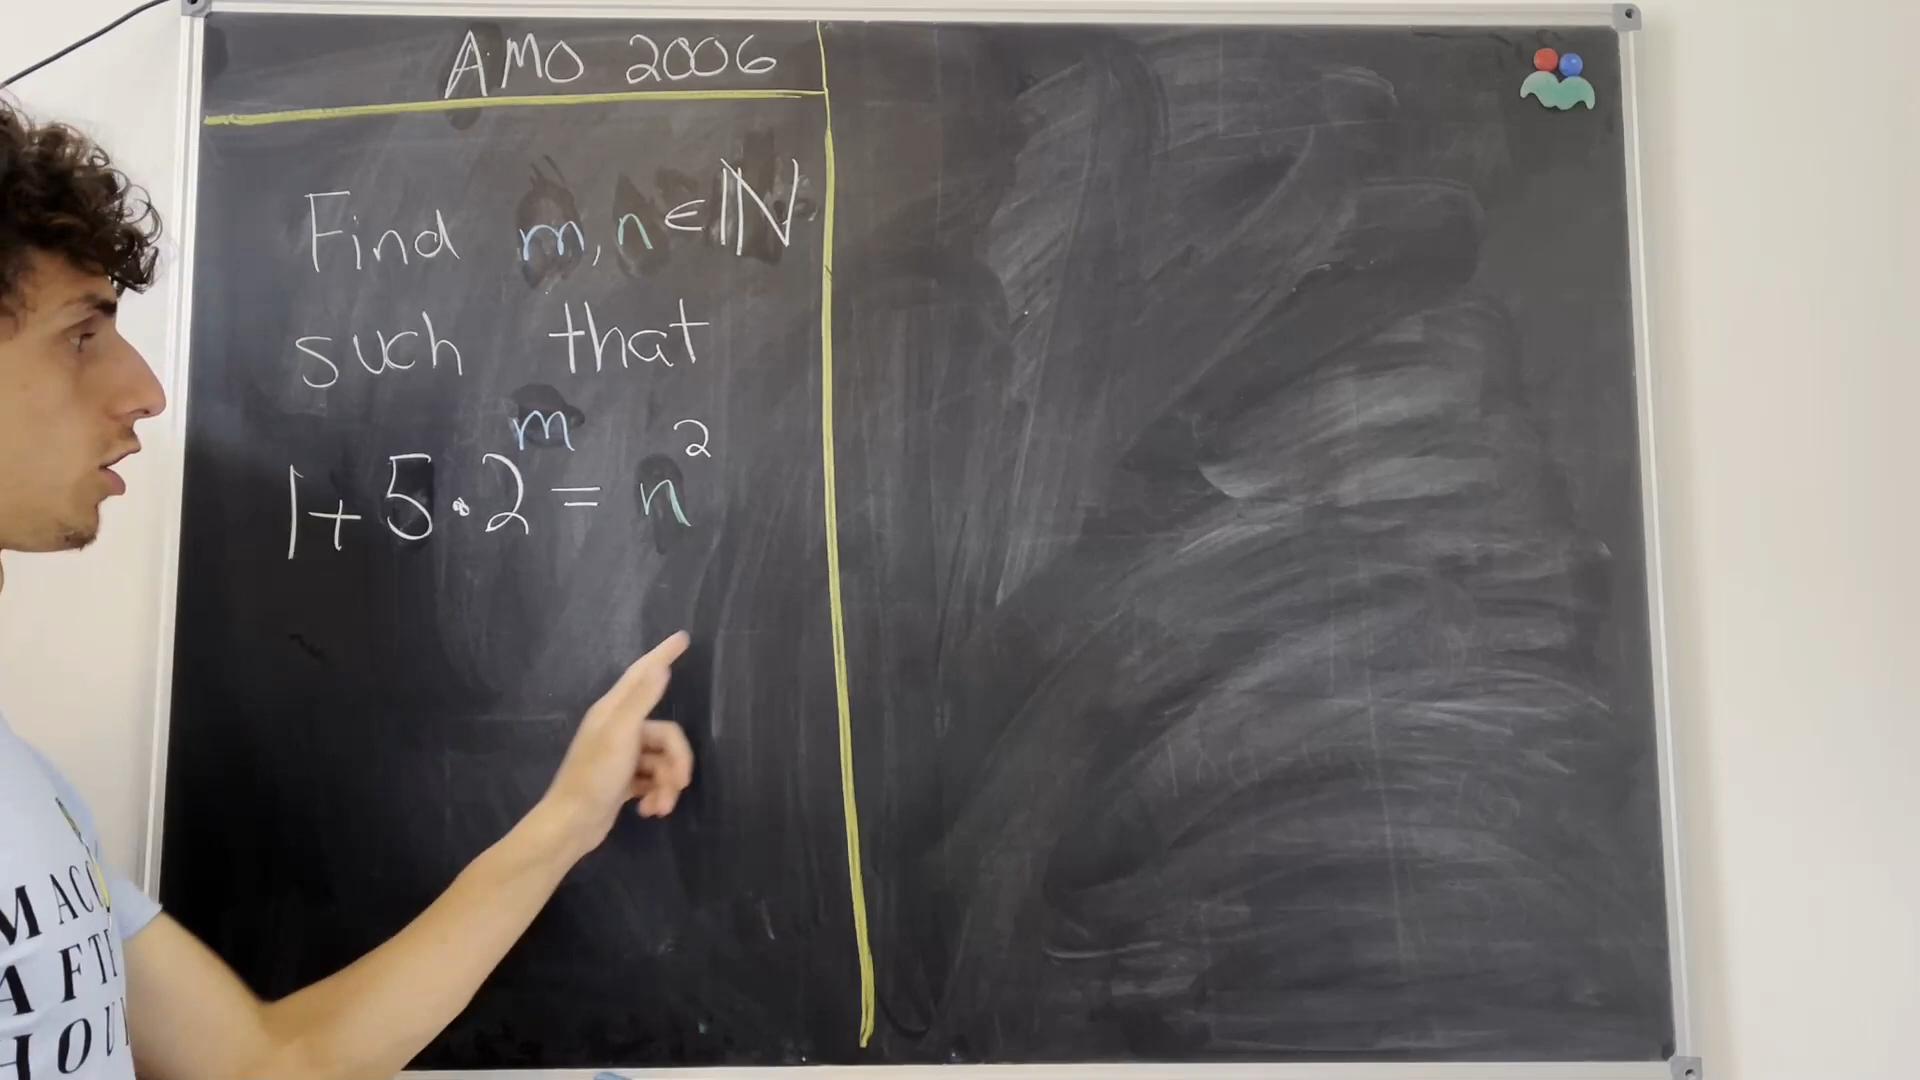 AMO 2006
Find m, n ∈ ℕ
such that
1 + 5 · 2^m = n^2